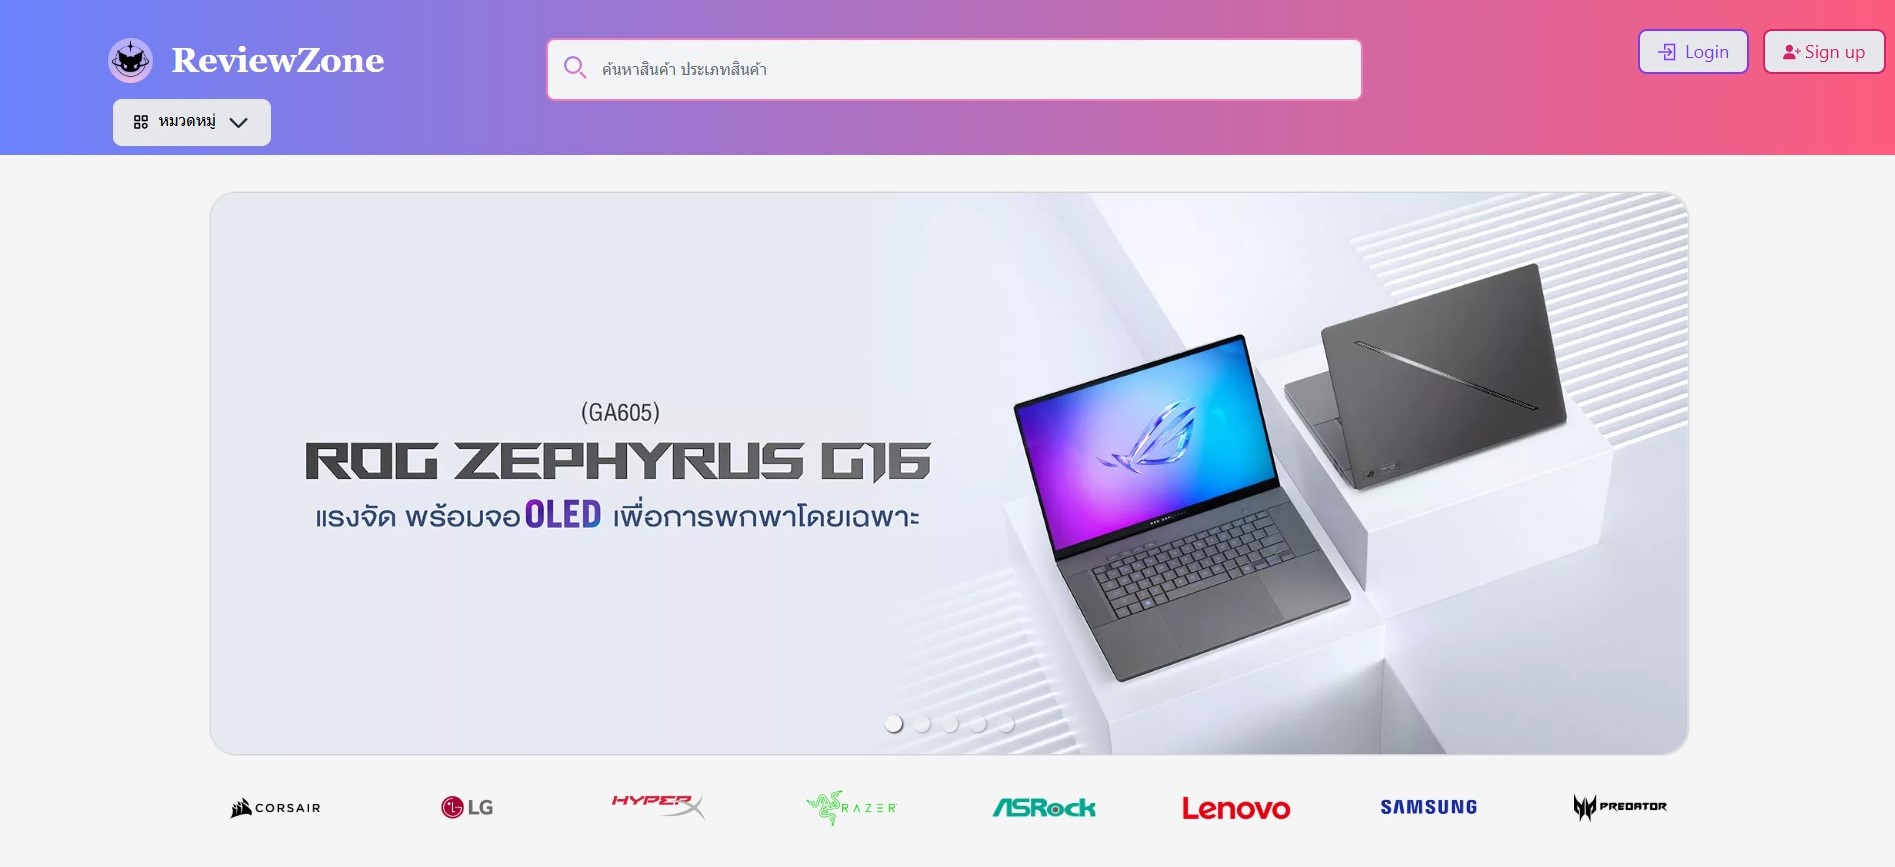 ReviewZone
ค้นหาสินค้า ประเภทสินค้า
Login
Sign up
หมวดหมู่
(GA605)
ROG ZEPHYRUS G16
แรงจัด พร้อมจอ OLED เพื่อการพกพาโดยเฉพาะ
CORSAIR
LG
HYPERX
RAZER
ASRock
Lenovo
SAMSUNG
PREDATOR